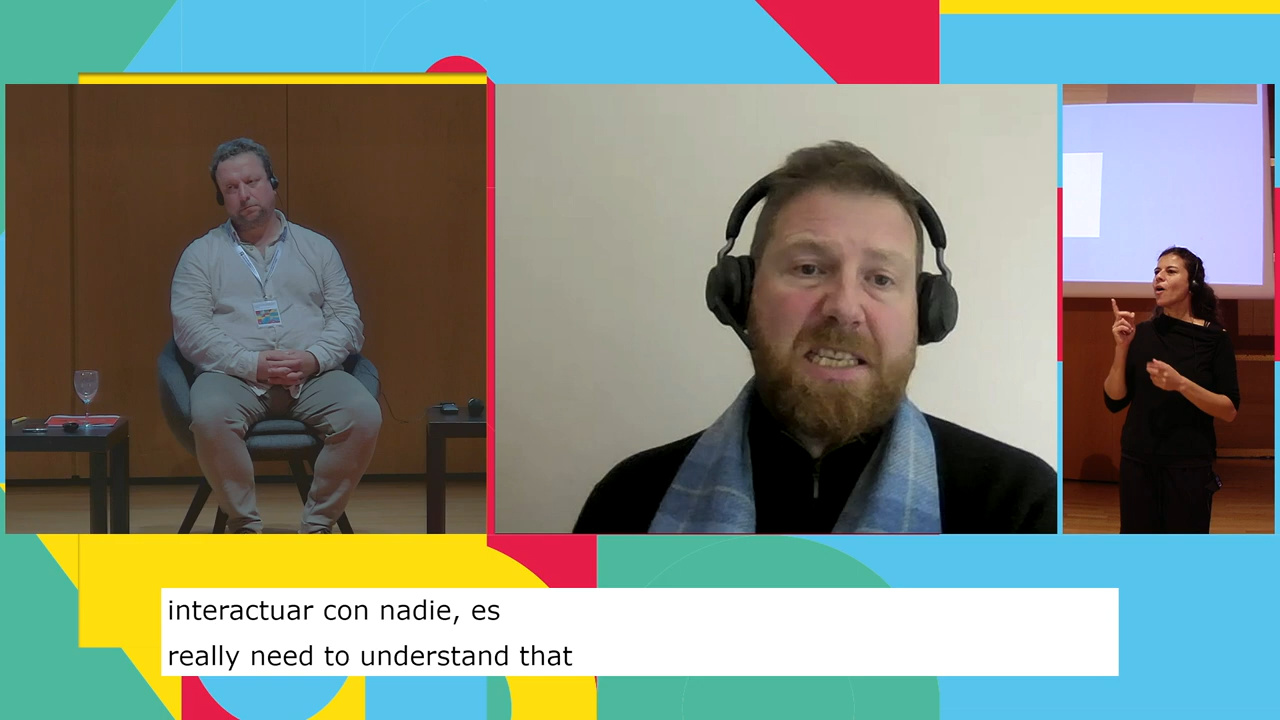 interactuar con nadie, es
really need to understand that